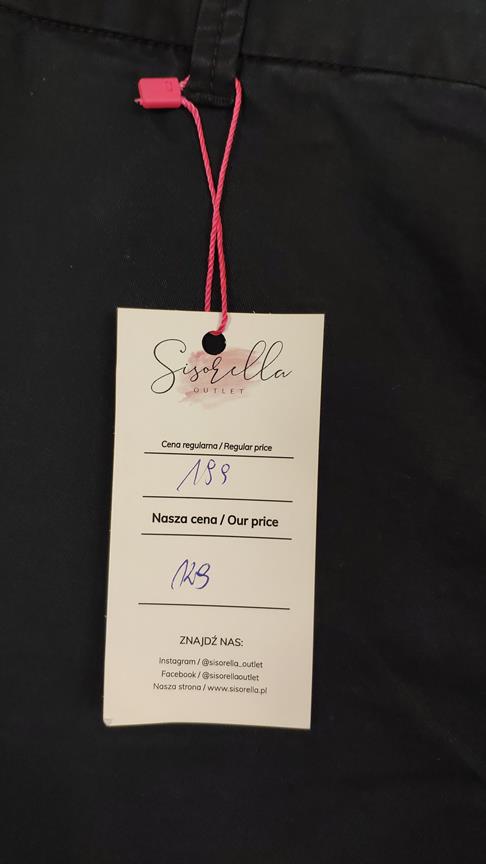 Sisorella
OUTLET
Cena regularna / Regular price
199
Nasza cena / Our price
129
ZNAJDŹ NAS:
Instagram / @sisorella_outlet
Facebook / @sisorellaoutlet
Nasza strona / www.sisorella.pl